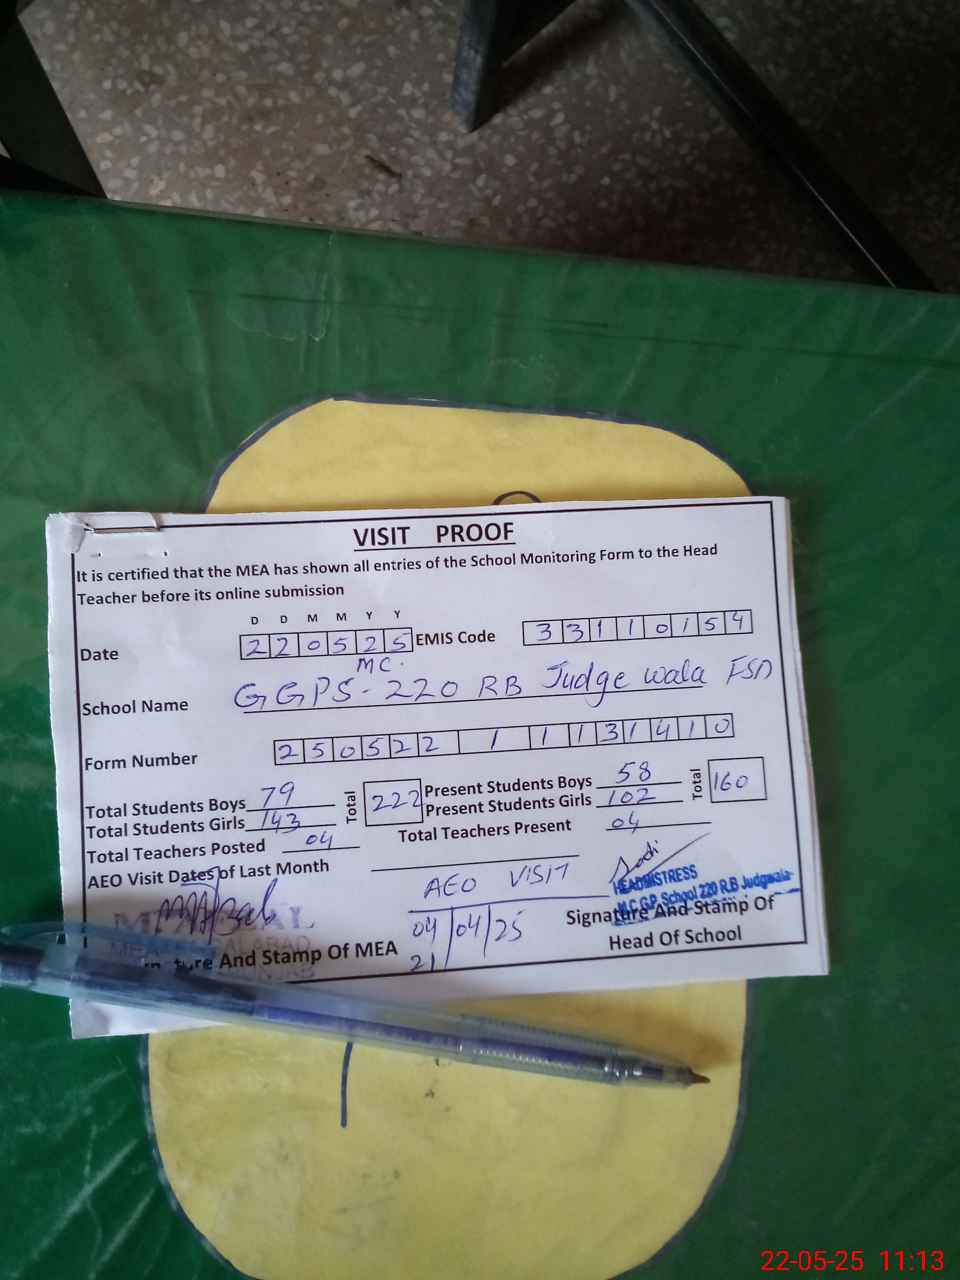 VISIT PROOF
It is certified that the MEA has shown all entries of the School Monitoring Form to the Head
Teacher before its online submission
D D M M Y Y
Date 2 2 0 5 2 5 EMIS Code 3 3 1 1 0 1 5 4
MC.
School Name GGPS-220 RB Judge wala FSD
Form Number 2 5 0 5 2 2 1 1 1 3 1 4 1 0
Total Students Boys 79 Total 222 Present Students Boys 58 Total 160
Total Students Girls 143 Present Students Girls 102
Total Teachers Posted 04 Total Teachers Present 04
AEO Visit Dates of Last Month
AEO VISIT
04/04/25
21
HEADMISTRESS
M.C G.P. School 220 R.B Judgwala
Signature And Stamp Of MEA
Signature And Stamp Of
Head Of School
22-05-25 11:13